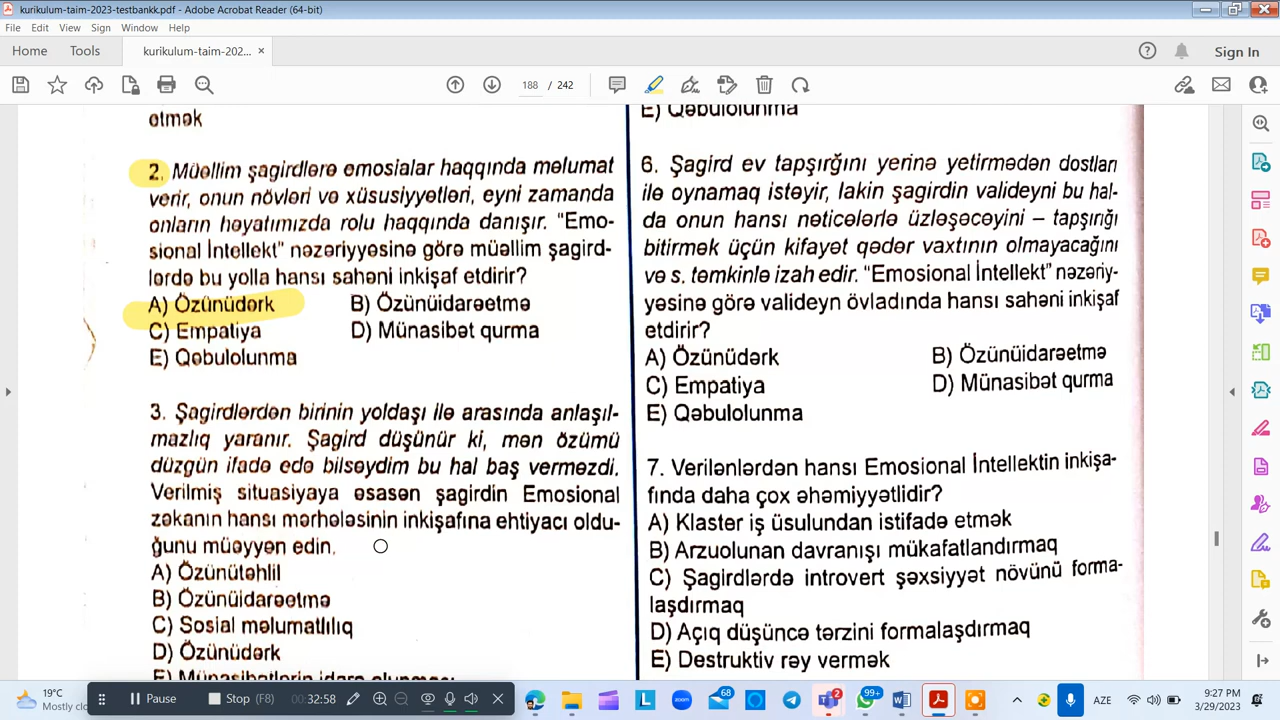 kurikulum-taim-2023-testbankk.pdf - Adobe Acrobat Reader (64-bit)
File Edit View Sign Window Help
Home Tools kurikulum-taim-202... × Sign In
188 / 242
etmək
2. Müəllim şagirdlərə emosialar haqqında məlumat
verir, onun növləri və xüsusiyyətləri, eyni zamanda
onların həyatımızda rolu haqqında danışır. “Emo-
sional İntellekt” nəzəriyyəsinə görə müəllim şagird-
lərdə bu yolla hansı sahəni inkişaf etdirir?
A) Özünüdərk B) Özünüidarəetmə
C) Empatiya D) Münasibət qurma
E) Qəbulolunma
3. Şagirdlərdən birinin yoldaşı ilə arasında anlaşıl-
mazlıq yaranır. Şagird düşünür ki, mən özümü
düzgün ifadə edə bilsəydim bu hal baş verməzdi.
Verilmiş situasiyaya əsasən şagirdin Emosional
zəkanın hansı mərhələsinin inkişafına ehtiyacı oldu-
ğunu müəyyən edin.
A) Özünütəhlil
B) Özünüidarəetmə
C) Sosial məlumatlılıq
D) Özünüdərk
E) Münasibətlərin idarə olunması
E) Qəbulolunma
6. Şagird ev tapşırığını yerinə yetirmədən dostları
ilə oynamaq istəyir, lakin şagirdin valideyni bu hal-
da onun hansı nəticələrlə üzləşəcəyini – tapşırığı
bitirmək üçün kifayət qədər vaxtının olmayacağını
və s. təmkinlə izah edir. “Emosional İntellekt” nəzəriy-
yəsinə görə valideyn övladında hansı sahəni inkişaf
etdirir?
A) Özünüdərk B) Özünüidarəetmə
C) Empatiya D) Münasibət qurma
E) Qəbulolunma
7. Verilənlərdən hansı Emosional İntellektin inkişa-
fında daha çox əhəmiyyətlidir?
A) Klaster iş üsulundan istifadə etmək
B) Arzuolunan davranışı mükafatlandırmaq
C) Şagirdlərdə introvert şəxsiyyət növünü forma-
laşdırmaq
D) Açıq düşüncə tərzini formalaşdırmaq
E) Destruktiv rəy vermək
19°C
Mostly clo
Pause Stop (F8) 32:58
68
2
99+
AZE
9:27 PM
3/29/2023